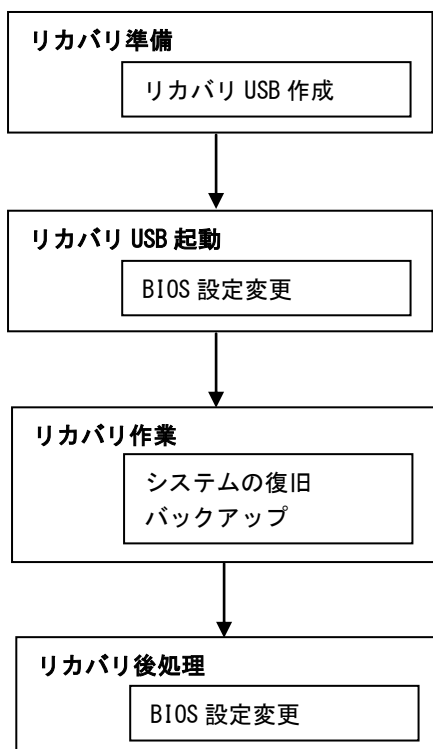 リカバリ準備
リカバリ USB 作成
リカバリ USB 起動
BIOS 設定変更
リカバリ作業
システムの復旧
バックアップ
リカバリ後処理
BIOS 設定変更